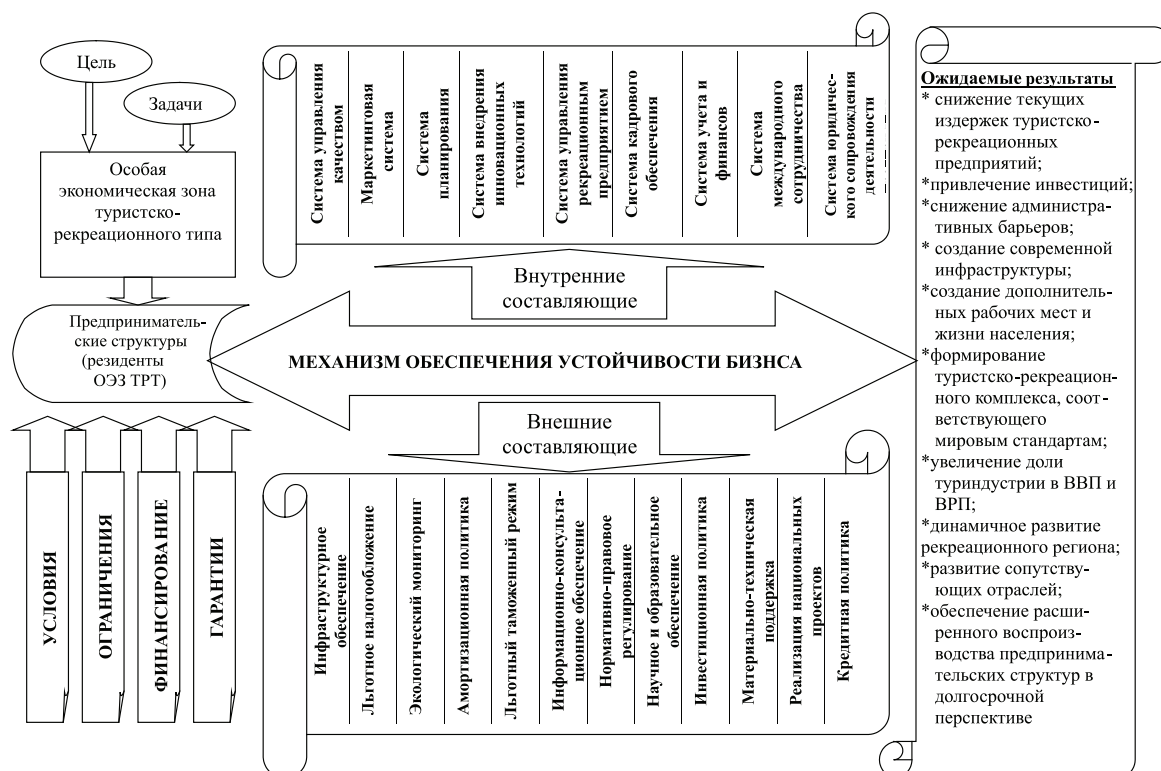 Цель
Задачи
Особая
экономическая зона
туристско-
рекреационного типа
Предприниматель-
ские структуры
(резиденты
ОЭЗ ТРТ)
УСЛОВИЯ
ОГРАНИЧЕНИЯ
ФИНАНСИРОВАНИЕ
ГАРАНТИИ
Система управления
качеством
Маркетинговая
система
Система
планирования
Система внедрения
инновационных
технологий
Система управления
рекреационным
предприятием
Система кадрового
обеспечения
Система учета и
финансов
Система
международного
сотрудничества
Система юридичес-
кого сопровождения
деятельности
Внутренние
составляющие
МЕХАНИЗМ ОБЕСПЕЧЕНИЯ УСТОЙЧИВОСТИ БИЗНСА
Внешние
составляющие
Инфраструктурное
обеспечение
Льготное налогообложение
Экологический мониторинг
Амортизационная политика
Льготный таможенный режим
Информационно-консульта-
ционное обеспечение
Нормативно-правовое
регулирование
Научное и образовательное
обеспечение
Инвестиционная политика
Материально-техническая
поддержка
Реализация национальных
проектов
Кредитная политика
Ожидаемые результаты
* снижение текущих
издержек туристско-
рекреационных
предприятий;
*привлечение инвестиций;
*снижение администра-
тивных барьеров;
* создание современной
инфраструктуры;
*создание дополнитель-
ных рабочих мест и
жизни населения;
*формирование
туристско-рекреацион-
ного комплекса, соот-
ветствующего
мировым стандартам;
*увеличение доли
туриндустрии в ВВП и
ВРП;
*динамичное развитие
рекреационного региона;
*развитие сопутству-
ющих отраслей;
*обеспечение расши-
ренного воспроиз-
водства предпринима-
тельских структур в
долгосрочной
перспективе